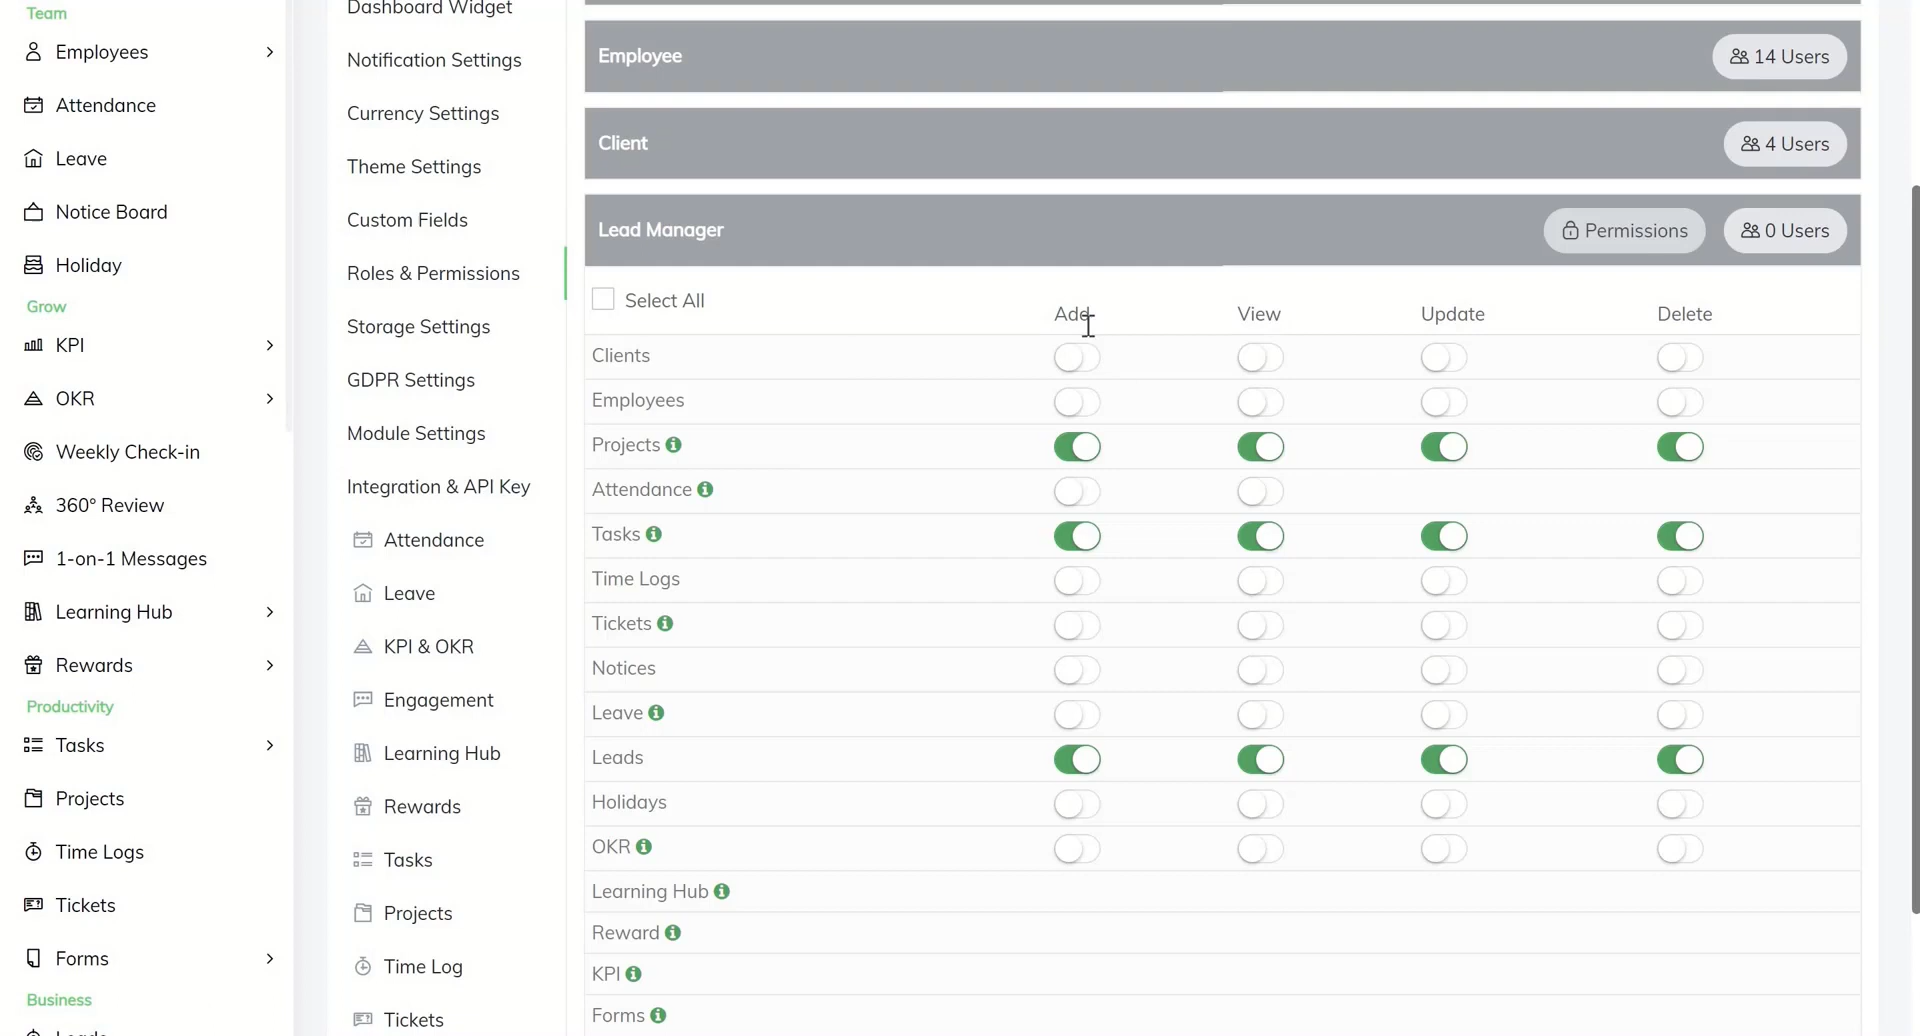 Team
Employees
Attendance
Leave
Notice Board
Holiday
Grow
KPI
OKR
Weekly Check-in
360° Review
1-on-1 Messages
Learning Hub
Rewards
Productivity
Tasks
Projects
Time Logs
Tickets
Forms
Business
Leads
Dashboard Widget
Notification Settings
Currency Settings
Theme Settings
Custom Fields
Roles & Permissions
Storage Settings
GDPR Settings
Module Settings
Integration & API Key
Attendance
Leave
KPI & OKR
Engagement
Learning Hub
Rewards
Tasks
Projects
Time Log
Tickets
Employee 14 Users
Client 4 Users
Lead Manager Permissions 0 Users
Select All Add View Update Delete
Clients
Employees
Projects
Attendance
Tasks
Time Logs
Tickets
Notices
Leave
Leads
Holidays
OKR
Learning Hub
Reward
KPI
Forms